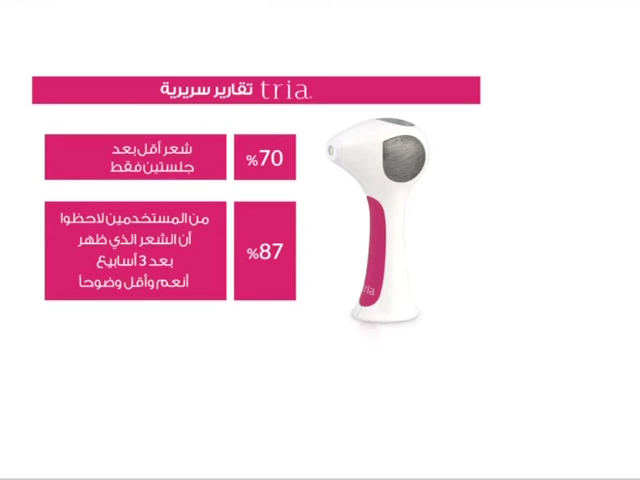 tria تقارير سريرية
%70
شعر أقل بعد
جلستين فقط
%87
من المستخدمين لاحظوا
أن الشعر الذي ظهر
بعد 3 أسابيع
أنعم وأقل وضوحاً
tria